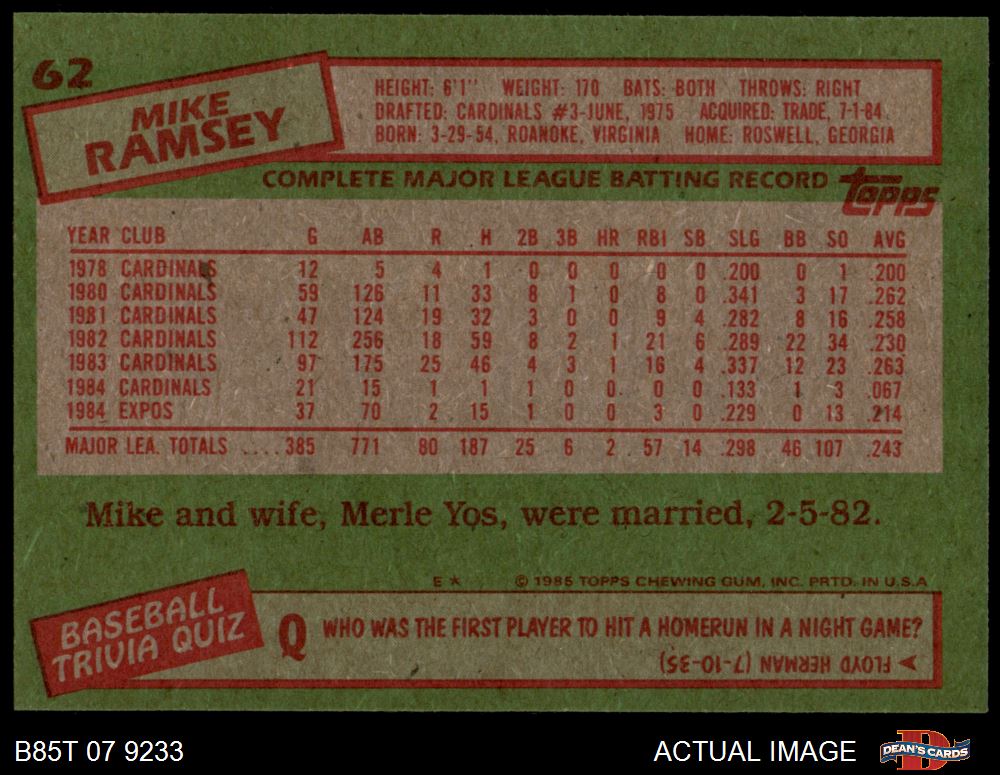 62
MIKE
RAMSEY
HEIGHT: 6'1" WEIGHT: 170 BATS: BOTH THROWS: RIGHT
DRAFTED: CARDINALS #3-JUNE, 1975 ACQUIRED: TRADE, 7-1-84
BORN: 3-29-54, ROANOKE, VIRGINIA HOME: ROSWELL, GEORGIA
COMPLETE MAJOR LEAGUE BATTING RECORD topps
YEAR CLUB G AB R H 2B 3B HR RBI SB SLG BB SO AVG
1978 CARDINALS 12 5 4 1 0 0 0 0 0 .200 0 1 .200
1980 CARDINALS 59 126 11 33 8 1 0 8 0 .341 3 17 .262
1981 CARDINALS 47 124 19 32 3 0 0 9 4 .282 8 16 .258
1982 CARDINALS 112 256 18 59 8 2 1 21 6 .289 22 34 .230
1983 CARDINALS 97 175 25 46 4 3 1 16 4 .337 12 23 .263
1984 CARDINALS 21 15 1 1 1 0 0 0 0 .133 1 3 .067
1984 EXPOS 37 70 2 15 1 0 0 3 0 .229 0 13 .214
MAJOR LEA. TOTALS ....385 771 80 187 25 6 2 57 14 .298 46 107 .243
Mike and wife, Merle Yos, were married, 2-5-82.
E * © 1985 TOPPS CHEWING GUM, INC. PRTD. IN U.S.A
BASEBALL
TRIVIA QUIZ
Q WHO WAS THE FIRST PLAYER TO HIT A HOMERUN IN A NIGHT GAME?
FLOYD HERMAN (7-10-35)
B85T 07 9233
ACTUAL IMAGE
DEAN'S CARDS